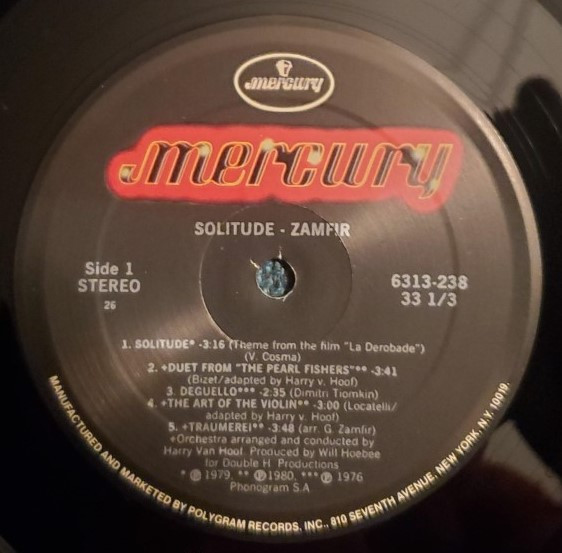 mercury
mercury
SOLITUDE - ZAMFIR
Side 1
STEREO
26
6313-238
33 1/3
1. SOLITUDE* -3:16 (Theme from the film "La Derobade")
(V. Cosma)
2. +DUET FROM "THE PEARL FISHERS"** -3:41
(Bizet/adapted by Harry v. Hoof)
3. DEGUELLO*** -2:35 (Dimitri Tiomkin)
4. +THE ART OF THE VIOLIN** -3:00 (Locatelli/
adapted by Harry v. Hoof)
5. +TRAUMEREI** -3:48 (arr. G. Zamfir)
+Orchestra arranged and conducted by
Harry Van Hoof. Produced by Will Hoebee
for Double H. Productions
* ℗ 1979, ** ℗1980, *** ℗ 1976
Phonogram S.A
MANUFACTURED AND MARKETED BY POLYGRAM RECORDS, INC., 810 SEVENTH AVENUE, NEW YORK, N.Y. 10019.